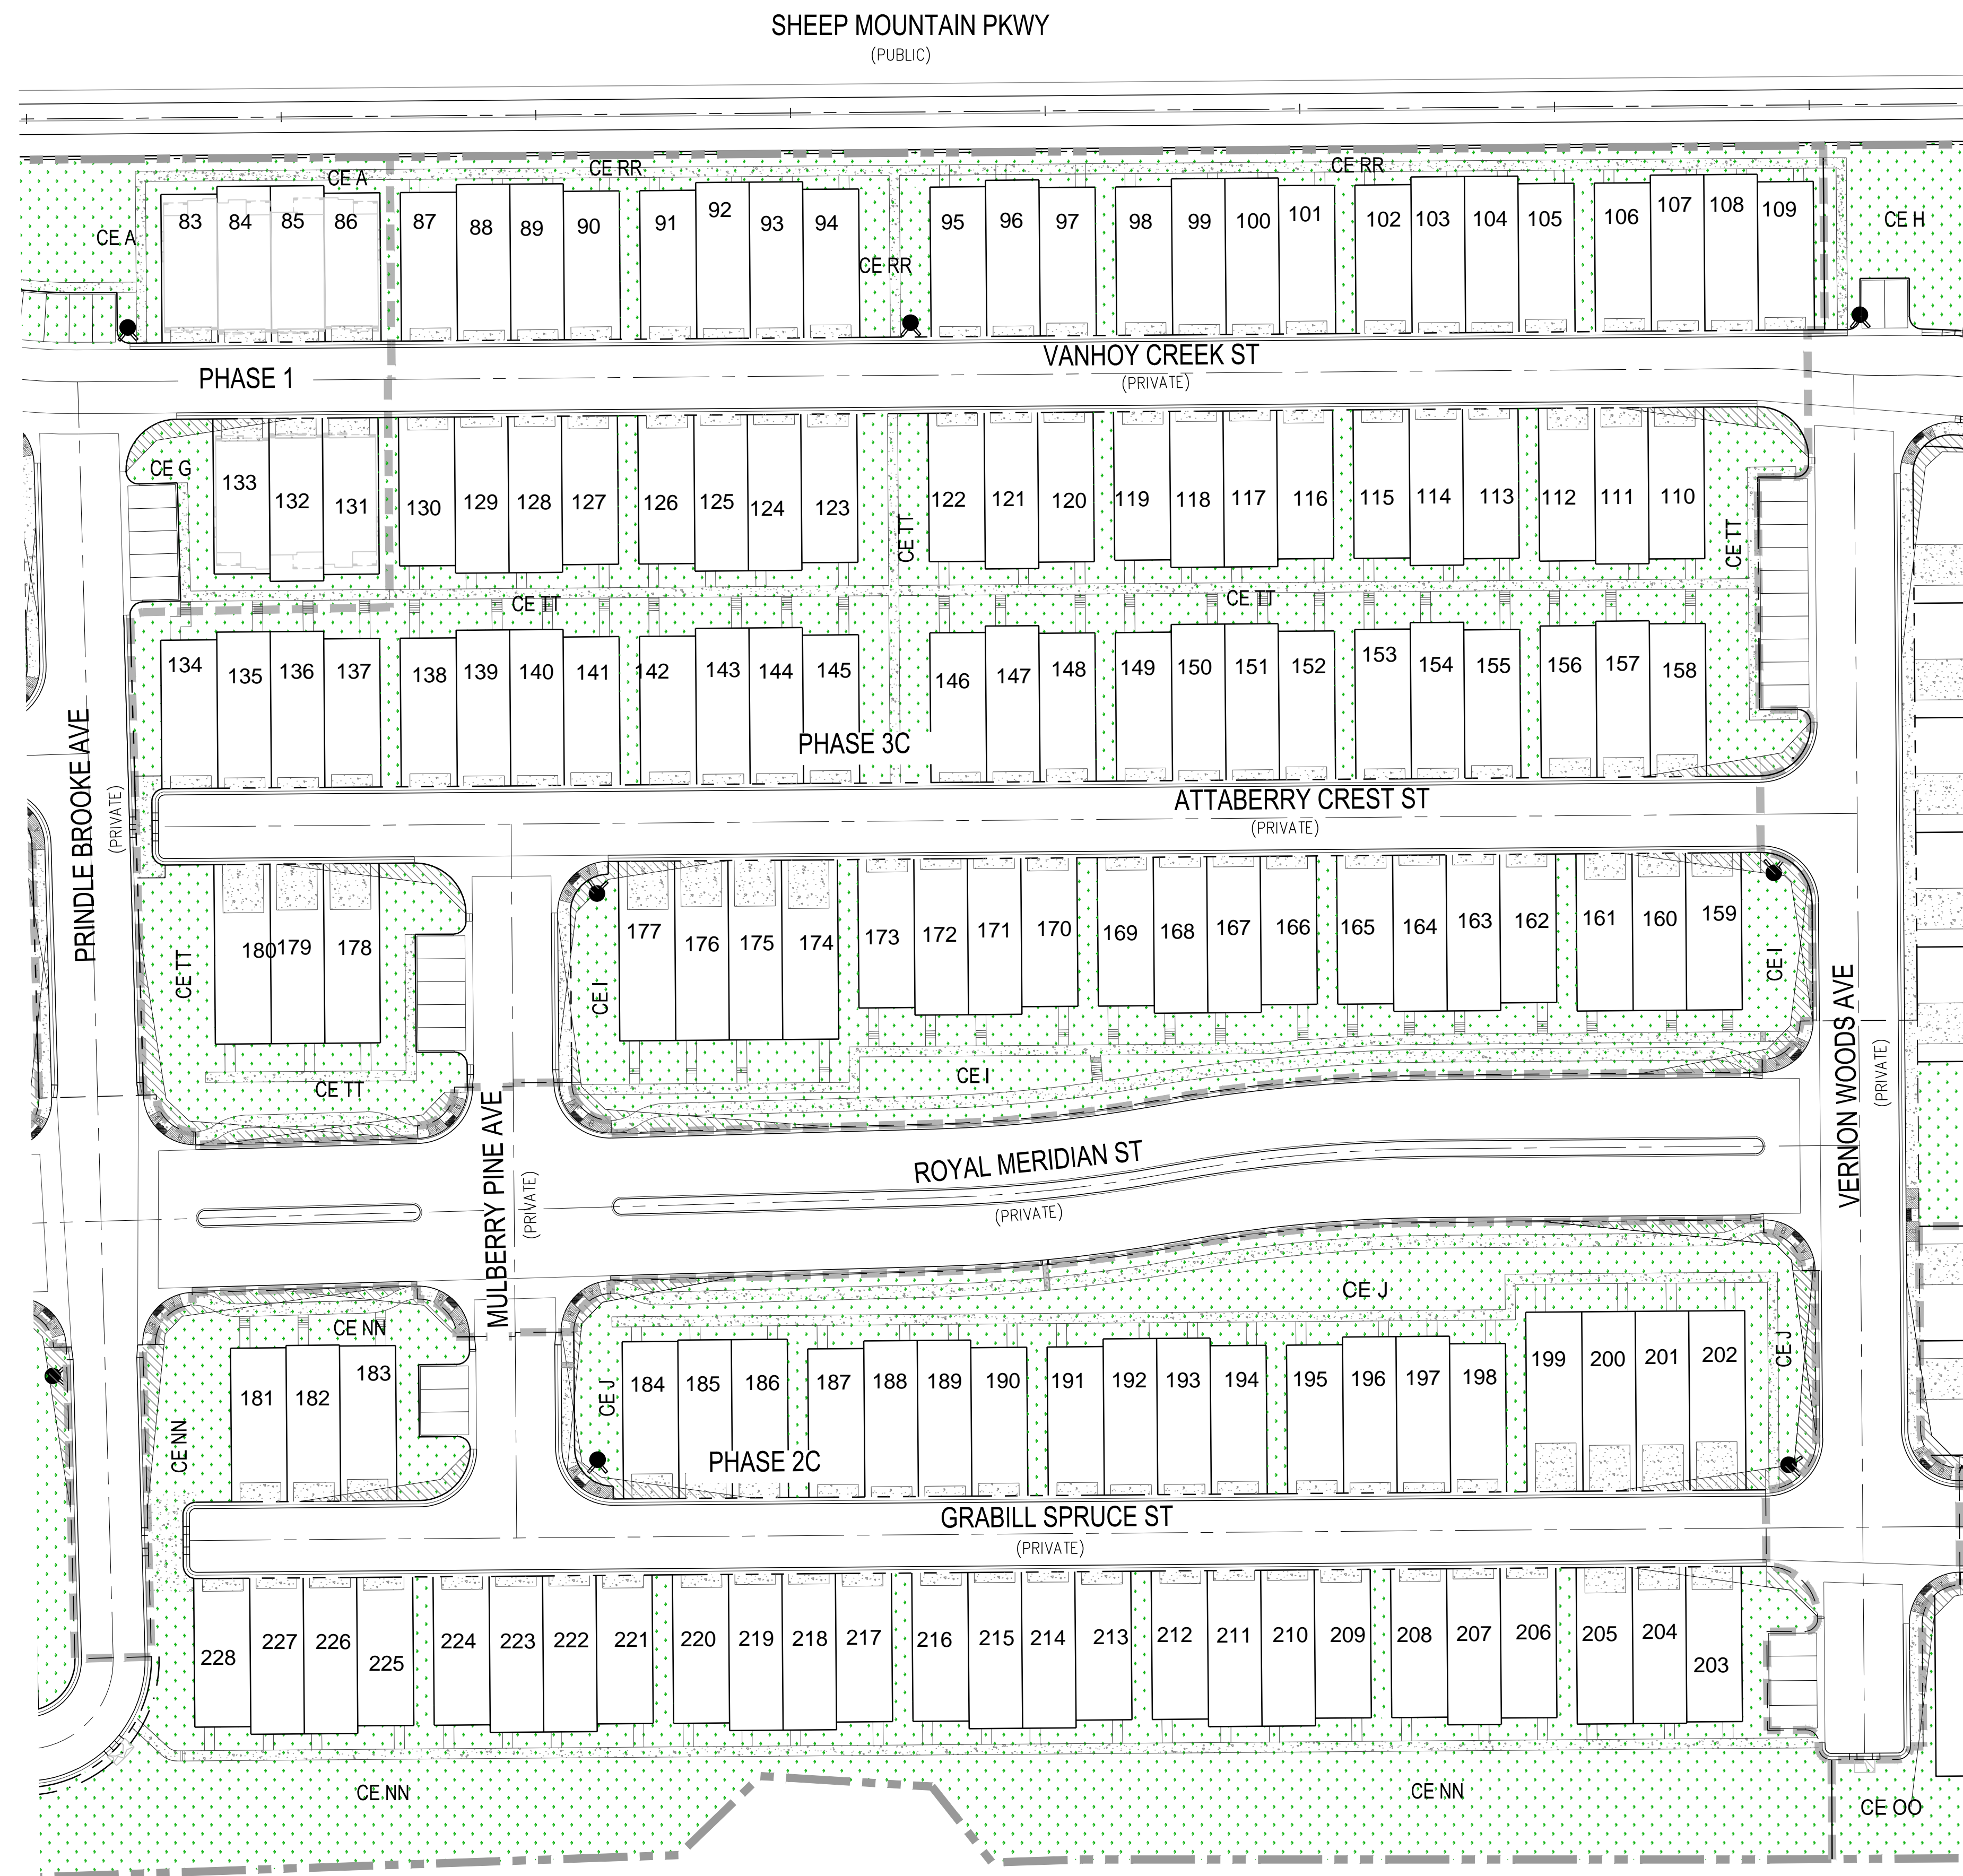 SHEEP MOUNTAIN PKWY
(PUBLIC)
CE A
CE RR
CE RR
CE A
83 84 85 86 87 88 89 90 91 92 93 94 95 96 97 98 99 100 101 102 103 104 105 106 107 108 109
CE H
CE RR
PHASE 1
VANHOY CREEK ST
(PRIVATE)
CE G
133 132 131 130 129 128 127 126 125 124 123 122 121 120 119 118 117 116 115 114 113 112 111 110
CE TT
CE TT
CE TT
CE TT
134 135 136 137 138 139 140 141 142 143 144 145 146 147 148 149 150 151 152 153 154 155 156 157 158
PHASE 3C
PRINDLE BROOKE AVE
(PRIVATE)
ATTABERRY CREST ST
(PRIVATE)
180 179 178 177 176 175 174 173 172 171 170 169 168 167 166 165 164 163 162 161 160 159
CE TT
CE I
CE I
CE TT
CE I
VERNON WOODS AVE
(PRIVATE)
MULBERRY PINE AVE
(PRIVATE)
ROYAL MERIDIAN ST
(PRIVATE)
CE J
CE NN
CE NN
CE J
CE J
181 182 183 184 185 186 187 188 189 190 191 192 193 194 195 196 197 198 199 200 201 202
PHASE 2C
GRABILL SPRUCE ST
(PRIVATE)
228 227 226 225 224 223 222 221 220 219 218 217 216 215 214 213 212 211 210 209 208 207 206 205 204 203
CE NN
CE NN
CE OO